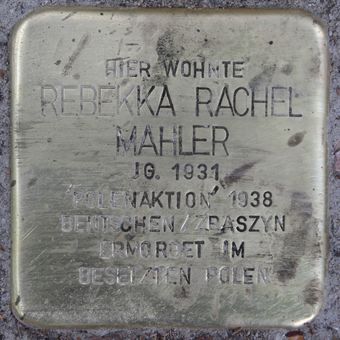 HIER WOHNTE
REBEKKA RACHEL
MAHLER
JG. 1931
'POLENAKTION' 1938
BENTSCHEN/ZBASZYN
ERMORDET IM
BESETZTEN POLEN